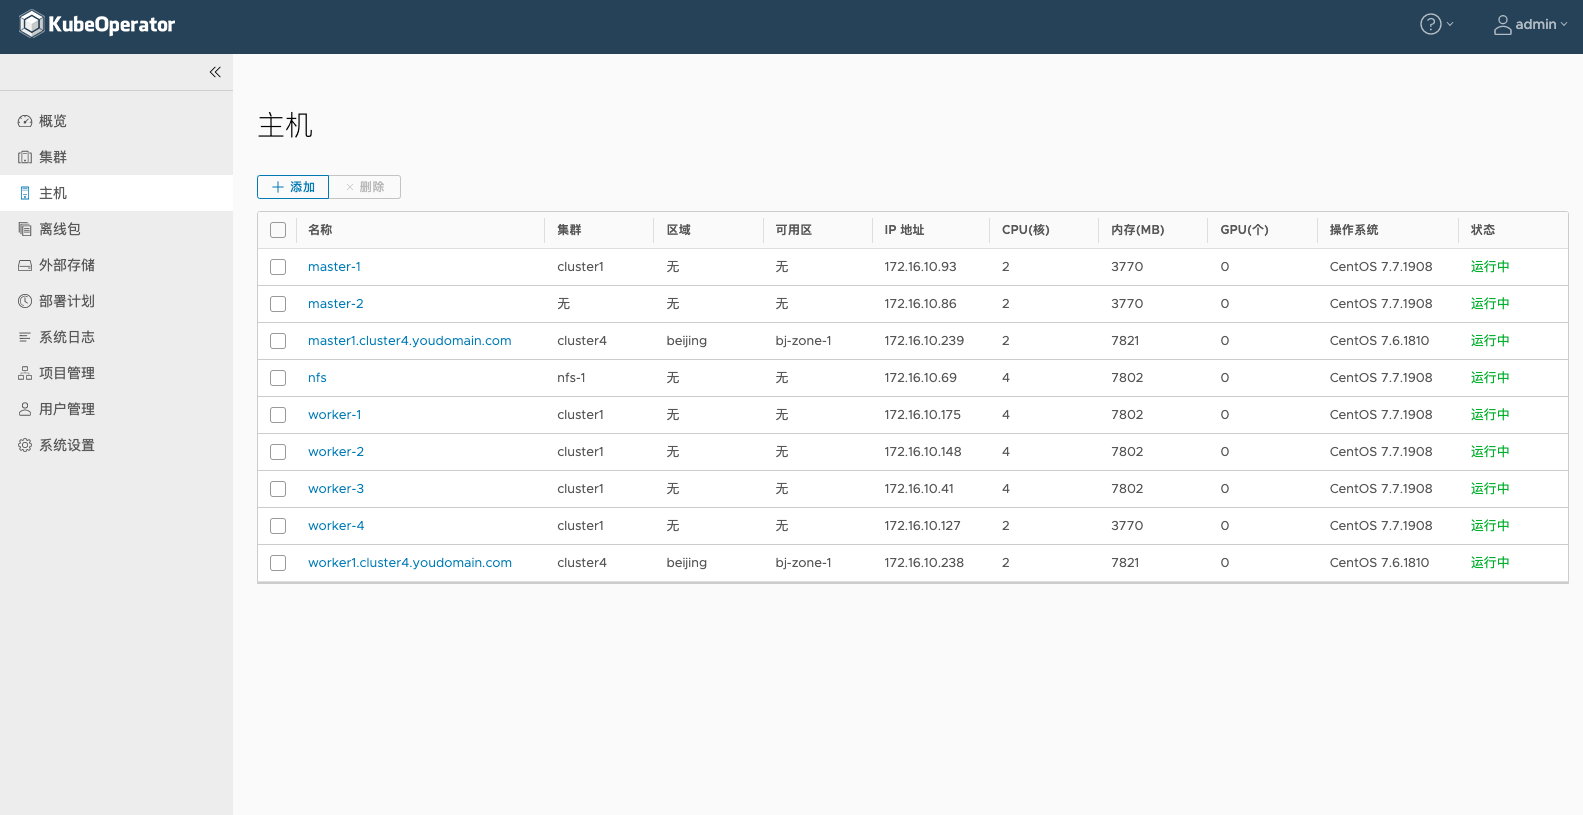 KubeOperator
admin
概览
集群
主机
离线包
外部存储
部署计划
系统日志
项目管理
用户管理
系统设置
主机
添加 删除
名称 集群 区域 可用区 IP 地址 CPU(核) 内存(MB) GPU(个) 操作系统 状态
master-1 cluster1 无 无 172.16.10.93 2 3770 0 CentOS 7.7.1908 运行中
master-2 无 无 无 172.16.10.86 2 3770 0 CentOS 7.7.1908 运行中
master1.cluster4.youdomain.com cluster4 beijing bj-zone-1 172.16.10.239 2 7821 0 CentOS 7.6.1810 运行中
nfs nfs-1 无 无 172.16.10.69 4 7802 0 CentOS 7.7.1908 运行中
worker-1 cluster1 无 无 172.16.10.175 4 7802 0 CentOS 7.7.1908 运行中
worker-2 cluster1 无 无 172.16.10.148 4 7802 0 CentOS 7.7.1908 运行中
worker-3 cluster1 无 无 172.16.10.41 4 7802 0 CentOS 7.7.1908 运行中
worker-4 cluster1 无 无 172.16.10.127 2 3770 0 CentOS 7.7.1908 运行中
worker1.cluster4.youdomain.com cluster4 beijing bj-zone-1 172.16.10.238 2 7821 0 CentOS 7.6.1810 运行中